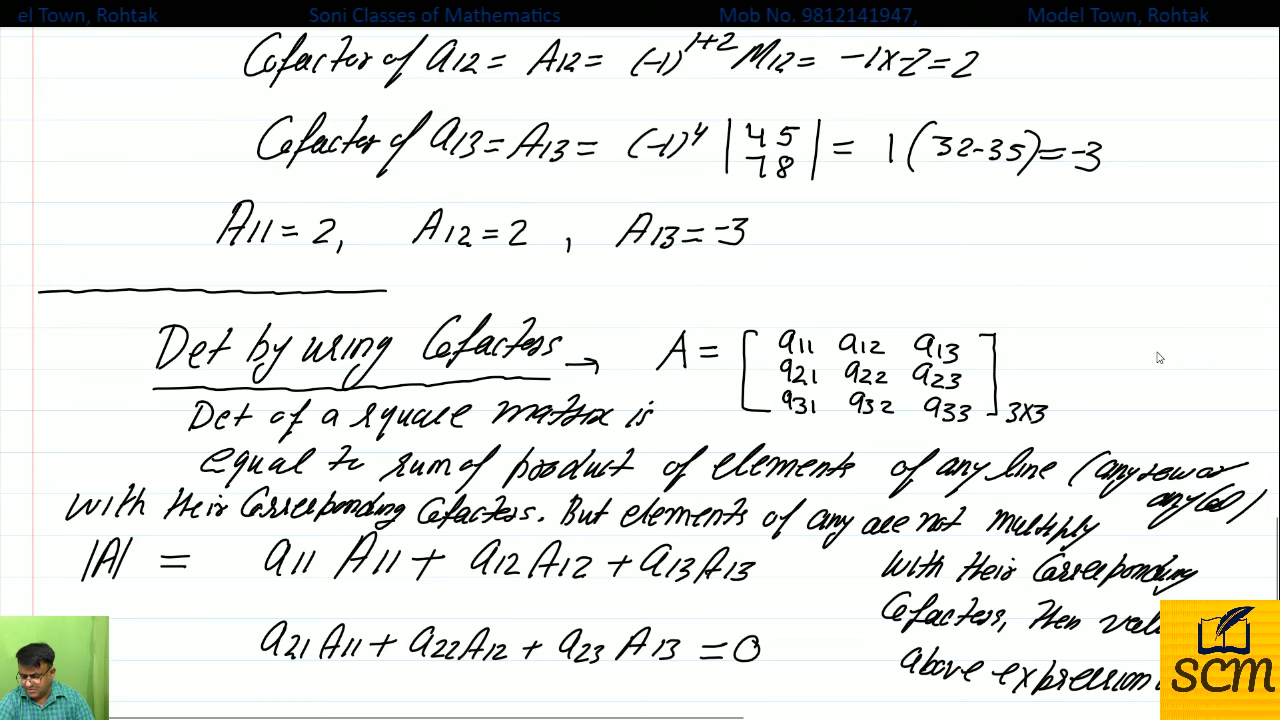 el Town, Rohtak Soni Classes of Mathematics Mob No. 9812141947, Model Town, Rohtak
Cofactor of a12 = A12 = (-1)^1+2 M12 = -1x-2 = 2
Cofactor of a13 = A13 = (-1)^4 |4 5
7 8| = 1(32-35) = -3
A11 = 2, A12 = 2, A13 = -3
Det by using Cofactors → A = [a11 a12 a13
a21 a22 a23
a31 a32 a33] 3x3
Det of a square matrix is
equal to sum of product of elements of any line (any row or
any Col)
with their Corresponding Cofactors. But elements of any are not multiply
with their Corresponding
Cofactors, then
above expression
|A| = a11 A11 + a12 A12 + a13 A13
a21 A11 + a22 A12 + a23 A13 = 0
SCM